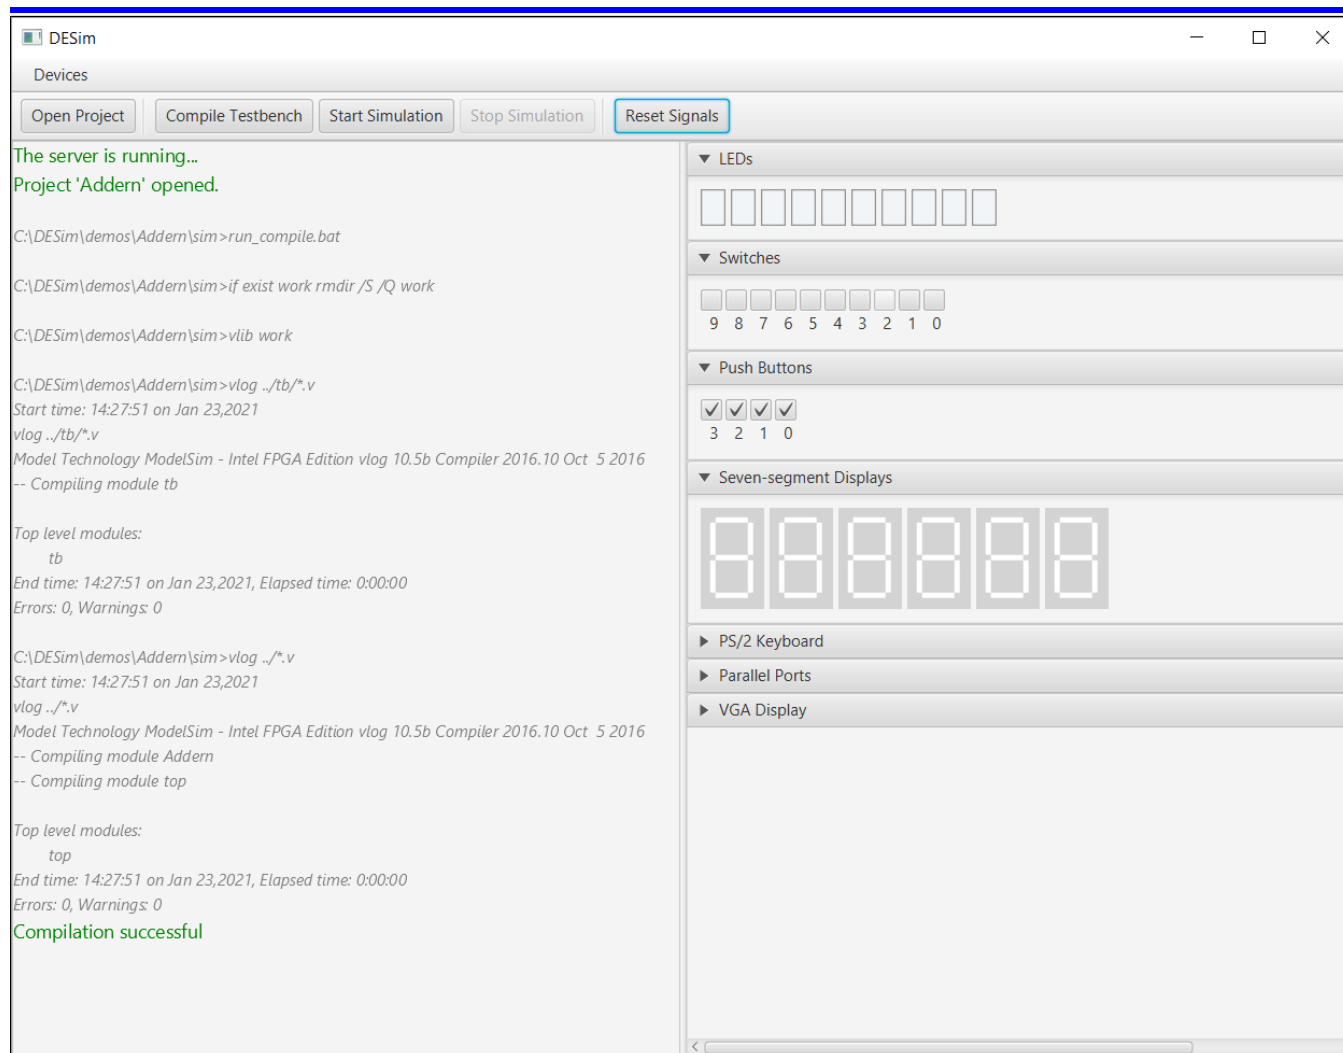 DESim
Devices
Open Project Compile Testbench Start Simulation Stop Simulation Reset Signals
The server is running...
Project 'Addern' opened.
C:\DESim\demos\Addern\sim>run_compile.bat
C:\DESim\demos\Addern\sim>if exist work rmdir /S /Q work
C:\DESim\demos\Addern\sim>vlib work
C:\DESim\demos\Addern\sim>vlog ../tb/*.v
Start time: 14:27:51 on Jan 23,2021
vlog ../tb/*.v
Model Technology ModelSim - Intel FPGA Edition vlog 10.5b Compiler 2016.10 Oct  5 2016
-- Compiling module tb
Top level modules:
tb
End time: 14:27:51 on Jan 23,2021, Elapsed time: 0:00:00
Errors: 0, Warnings: 0
C:\DESim\demos\Addern\sim>vlog ../*.v
Start time: 14:27:51 on Jan 23,2021
vlog ../*.v
Model Technology ModelSim - Intel FPGA Edition vlog 10.5b Compiler 2016.10 Oct  5 2016
-- Compiling module Addern
-- Compiling module top
Top level modules:
top
End time: 14:27:51 on Jan 23,2021, Elapsed time: 0:00:00
Errors: 0, Warnings: 0
Compilation successful
LEDs
Switches
9 8 7 6 5 4 3 2 1 0
Push Buttons
3 2 1 0
Seven-segment Displays
PS/2 Keyboard
Parallel Ports
VGA Display